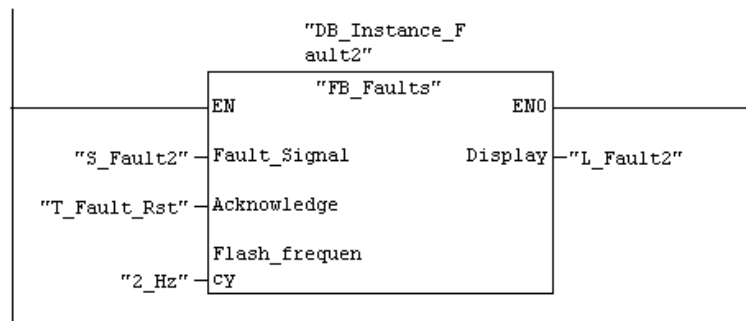 "DB_Instance_F
ault2"
"FB_Faults"
EN ENO
"S_Fault2" Fault_Signal Display "L_Fault2"
"T_Fault_Rst" Acknowledge
Flash_frequen
"2_Hz" cy